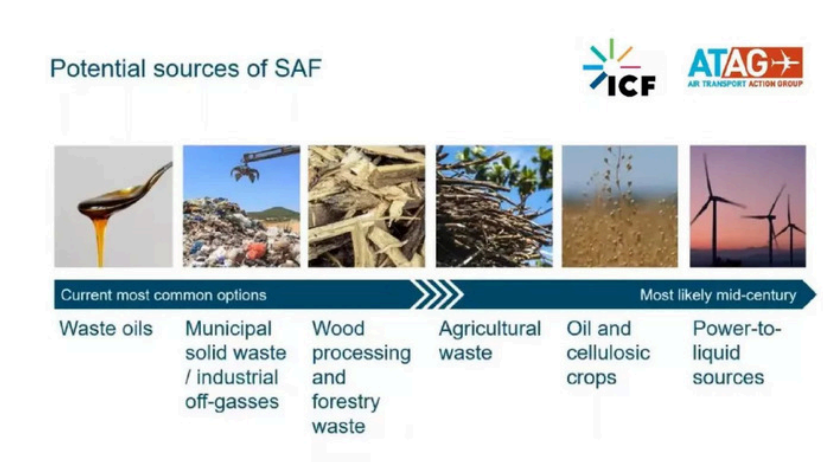 Potential sources of SAF
ICF
ATAG
AIR TRANSPORT ACTION GROUP
Current most common options
Most likely mid-century
Waste oils
Municipal
solid waste
/ industrial
off-gasses
Wood
processing
and
forestry
waste
Agricultural
waste
Oil and
cellulosic
crops
Power-to-
liquid
sources